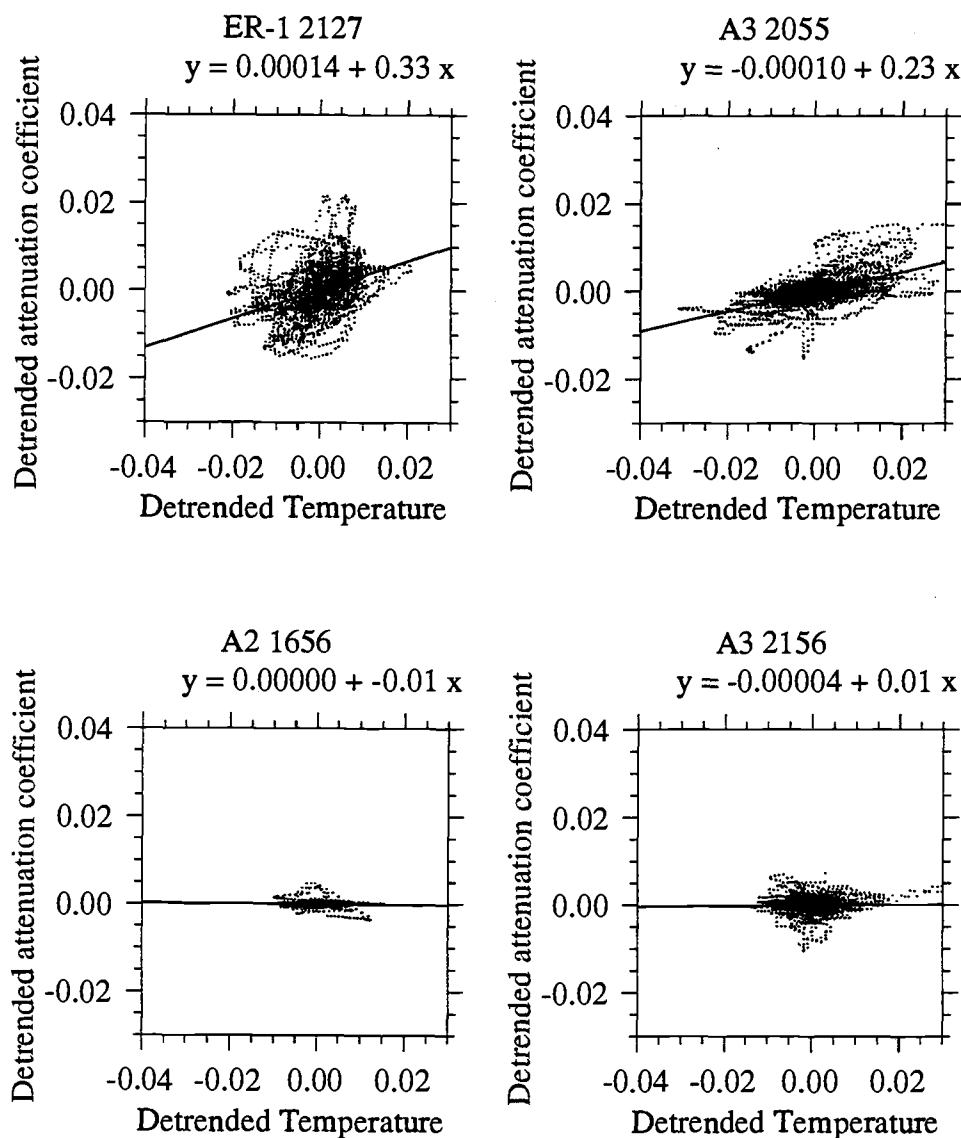 ER-1 2127
y = 0.00014 + 0.33 x
Detrended attenuation coefficient
0.04
0.02
0.00
-0.02
-0.04 -0.02 0.00 0.02
Detrended Temperature
A3 2055
y = -0.00010 + 0.23 x
Detrended attenuation coefficient
0.04
0.02
0.00
-0.02
-0.04 -0.02 0.00 0.02
Detrended Temperature
A2 1656
y = 0.00000 + -0.01 x
Detrended attenuation coefficient
0.04
0.02
0.00
-0.02
-0.04 -0.02 0.00 0.02
Detrended Temperature
A3 2156
y = -0.00004 + 0.01 x
Detrended attenuation coefficient
0.04
0.02
0.00
-0.02
-0.04 -0.02 0.00 0.02
Detrended Temperature